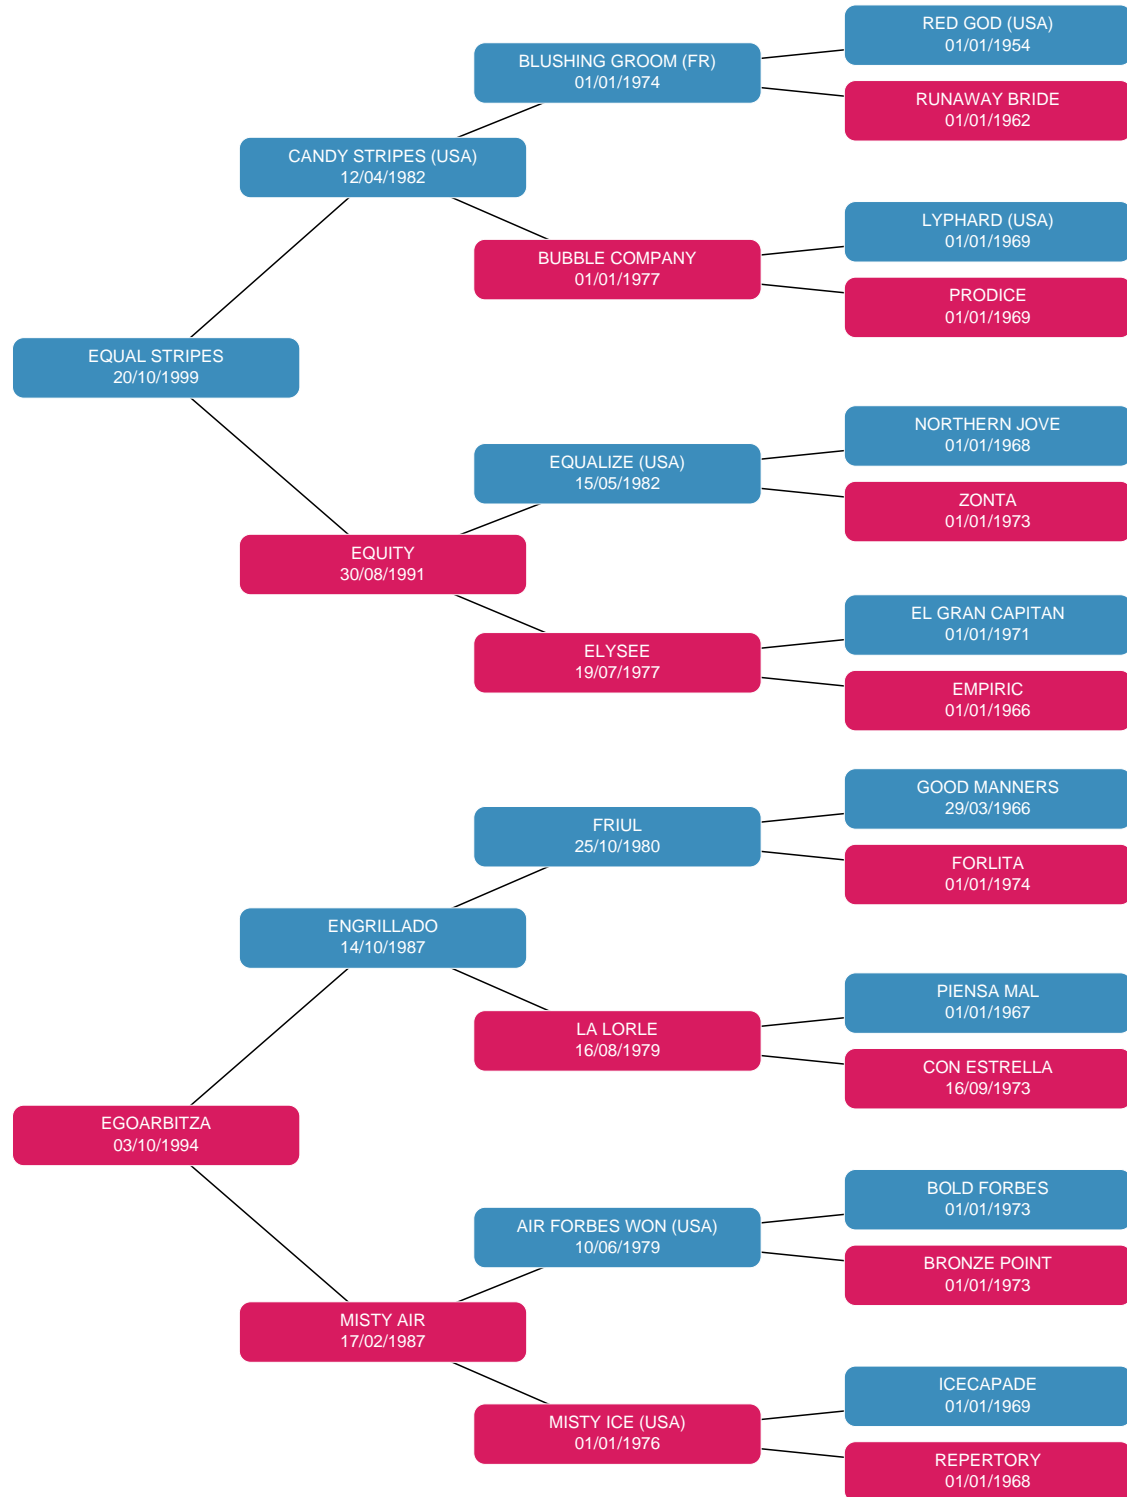 RED GOD (USA)
01/01/1954
BLUSHING GROOM (FR)
01/01/1974
RUNAWAY BRIDE
01/01/1962
CANDY STRIPES (USA)
12/04/1982
LYPHARD (USA)
01/01/1969
BUBBLE COMPANY
01/01/1977
PRODICE
01/01/1969
EQUAL STRIPES
20/10/1999
NORTHERN JOVE
01/01/1968
EQUALIZE (USA)
15/05/1982
ZONTA
01/01/1973
EQUITY
30/08/1991
EL GRAN CAPITAN
01/01/1971
ELYSEE
19/07/1977
EMPIRIC
01/01/1966
GOOD MANNERS
29/03/1966
FRIUL
25/10/1980
FORLITA
01/01/1974
ENGRILLADO
14/10/1987
PIENSA MAL
01/01/1967
LA LORLE
16/08/1979
CON ESTRELLA
16/09/1973
EGOARBITZA
03/10/1994
BOLD FORBES
01/01/1973
AIR FORBES WON (USA)
10/06/1979
BRONZE POINT
01/01/1973
MISTY AIR
17/02/1987
ICECAPADE
01/01/1969
MISTY ICE (USA)
01/01/1976
REPERTORY
01/01/1968